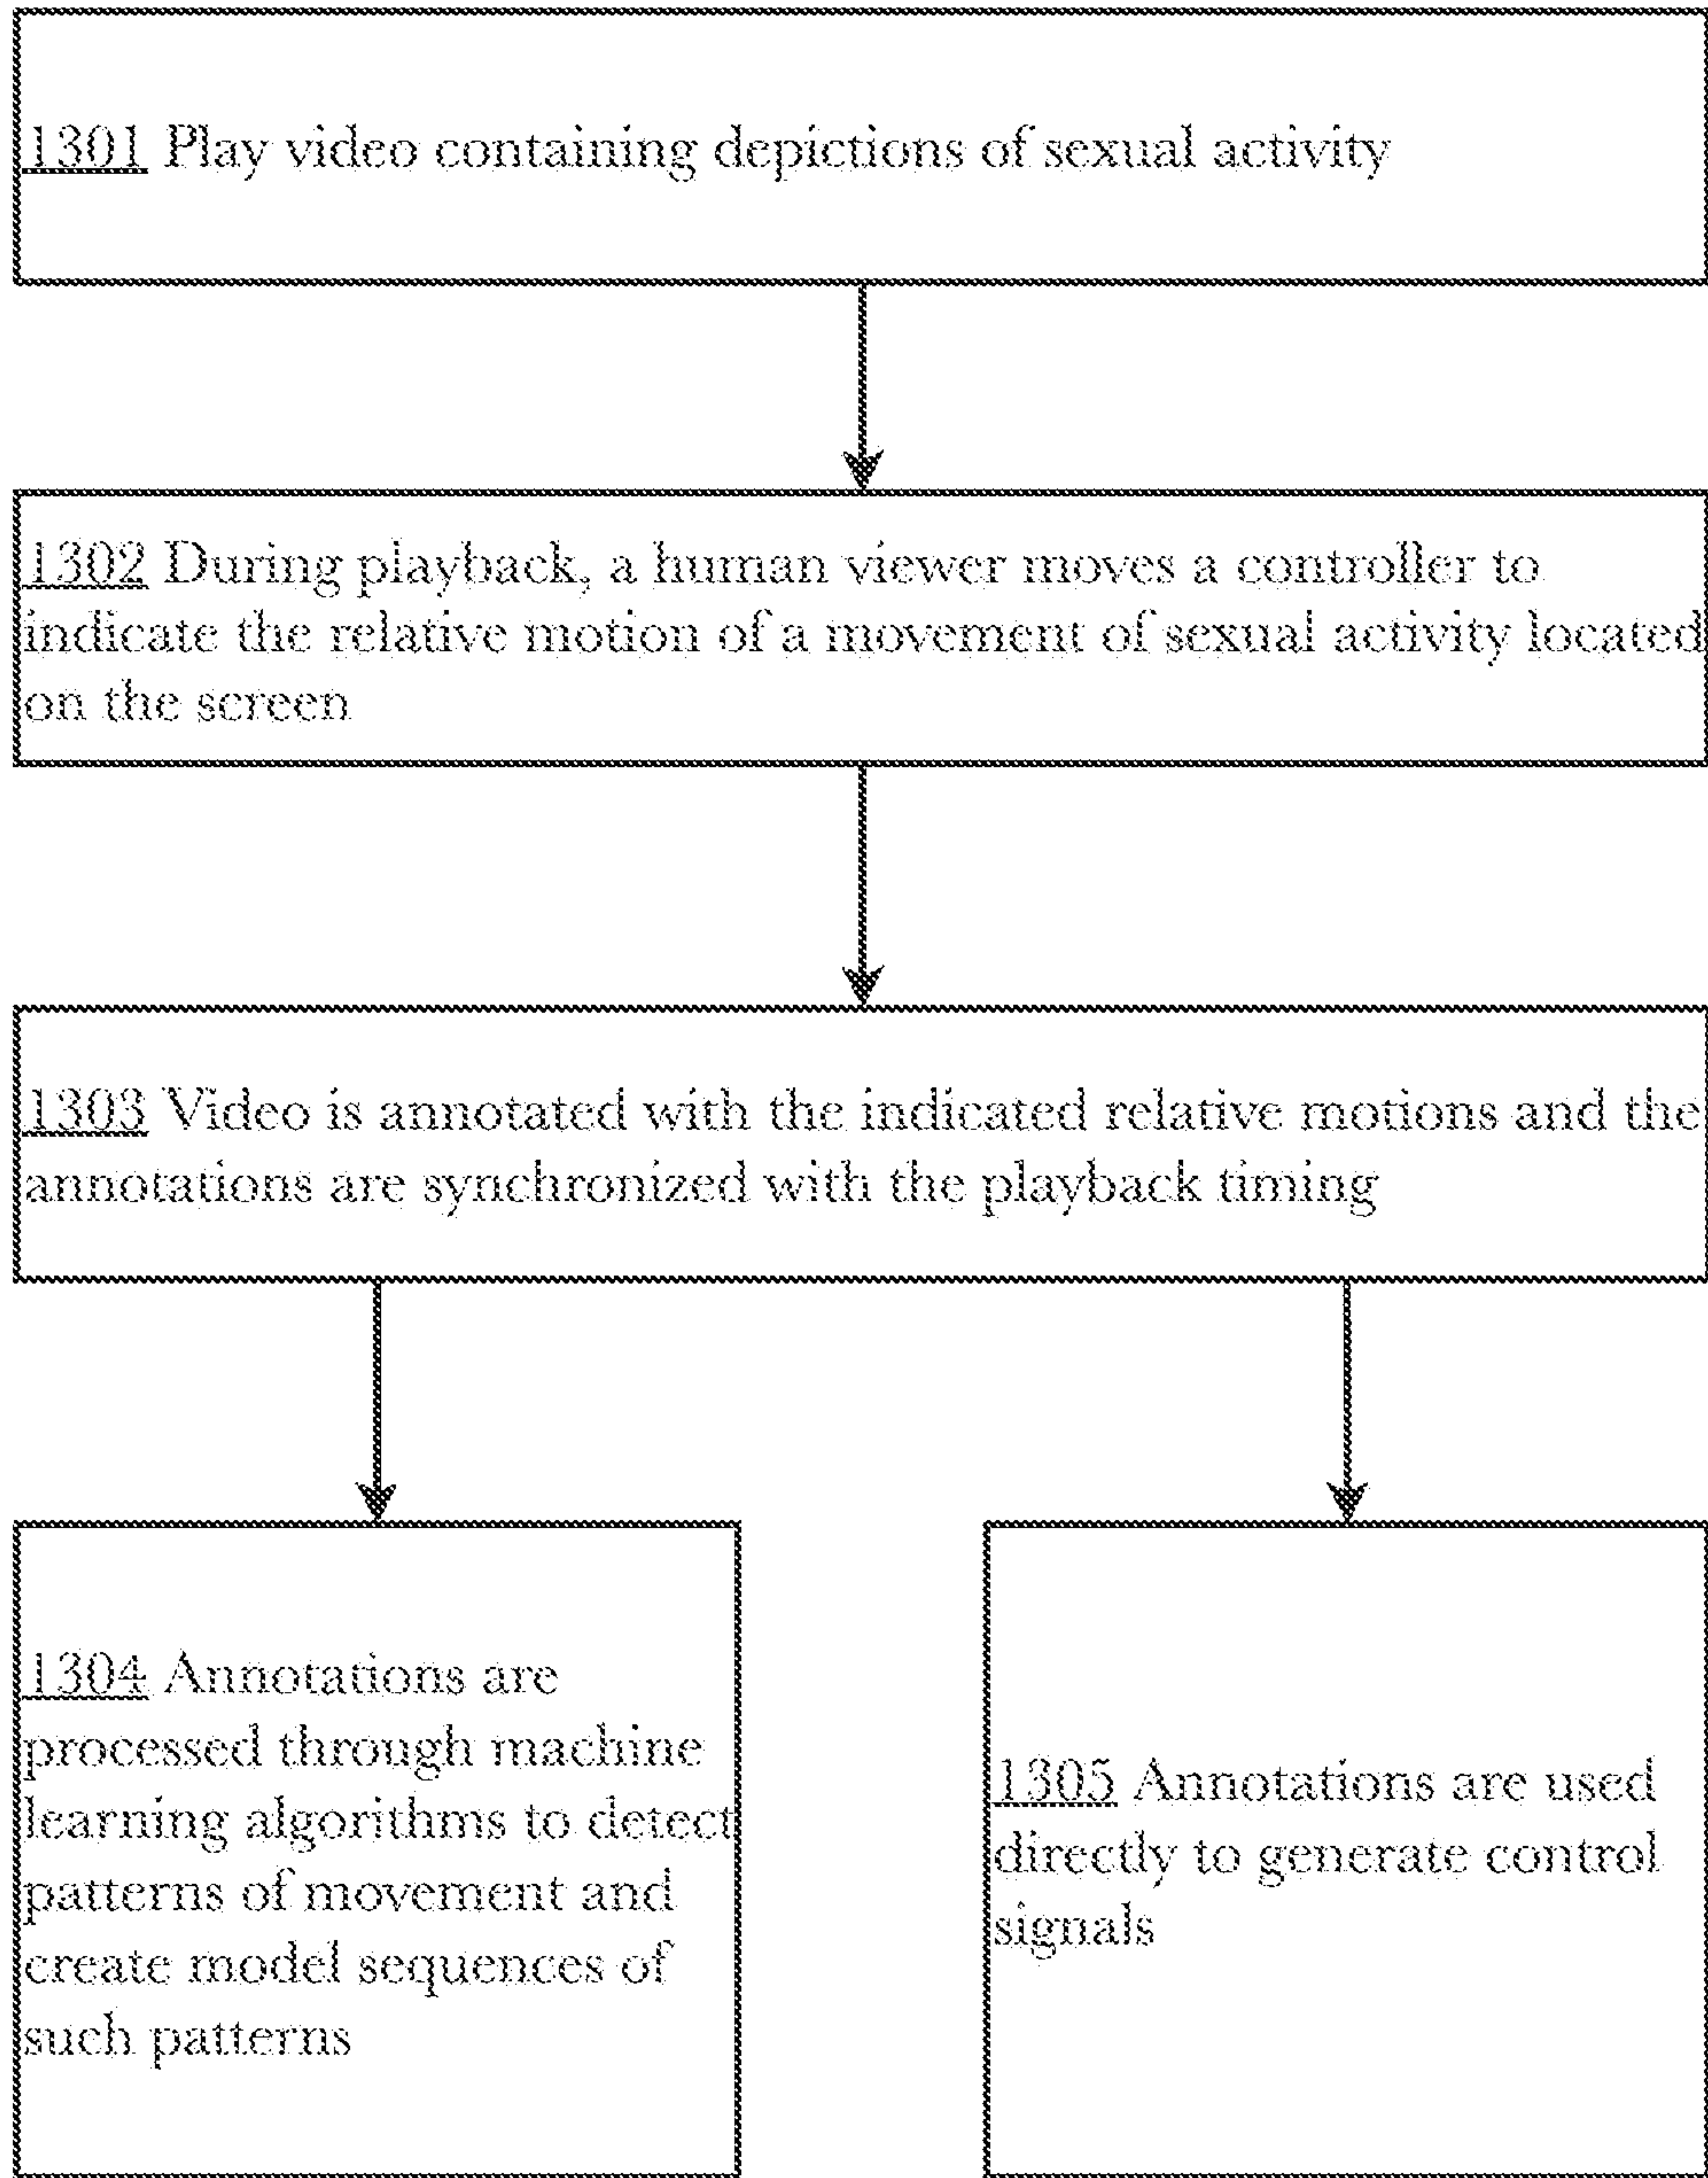 1301 Play video containing depictions of sexual activity
1302 During playback, a human viewer moves a controller to
indicate the relative motion of a movement of sexual activity located
on the screen
1303 Video is annotated with the indicated relative motions and the
annotations are synchronized with the playback timing
1304 Annotations are
processed through machine
learning algorithms to detect
patterns of movement and
create model sequences of
such patterns
1305 Annotations are used
directly to generate control
signals